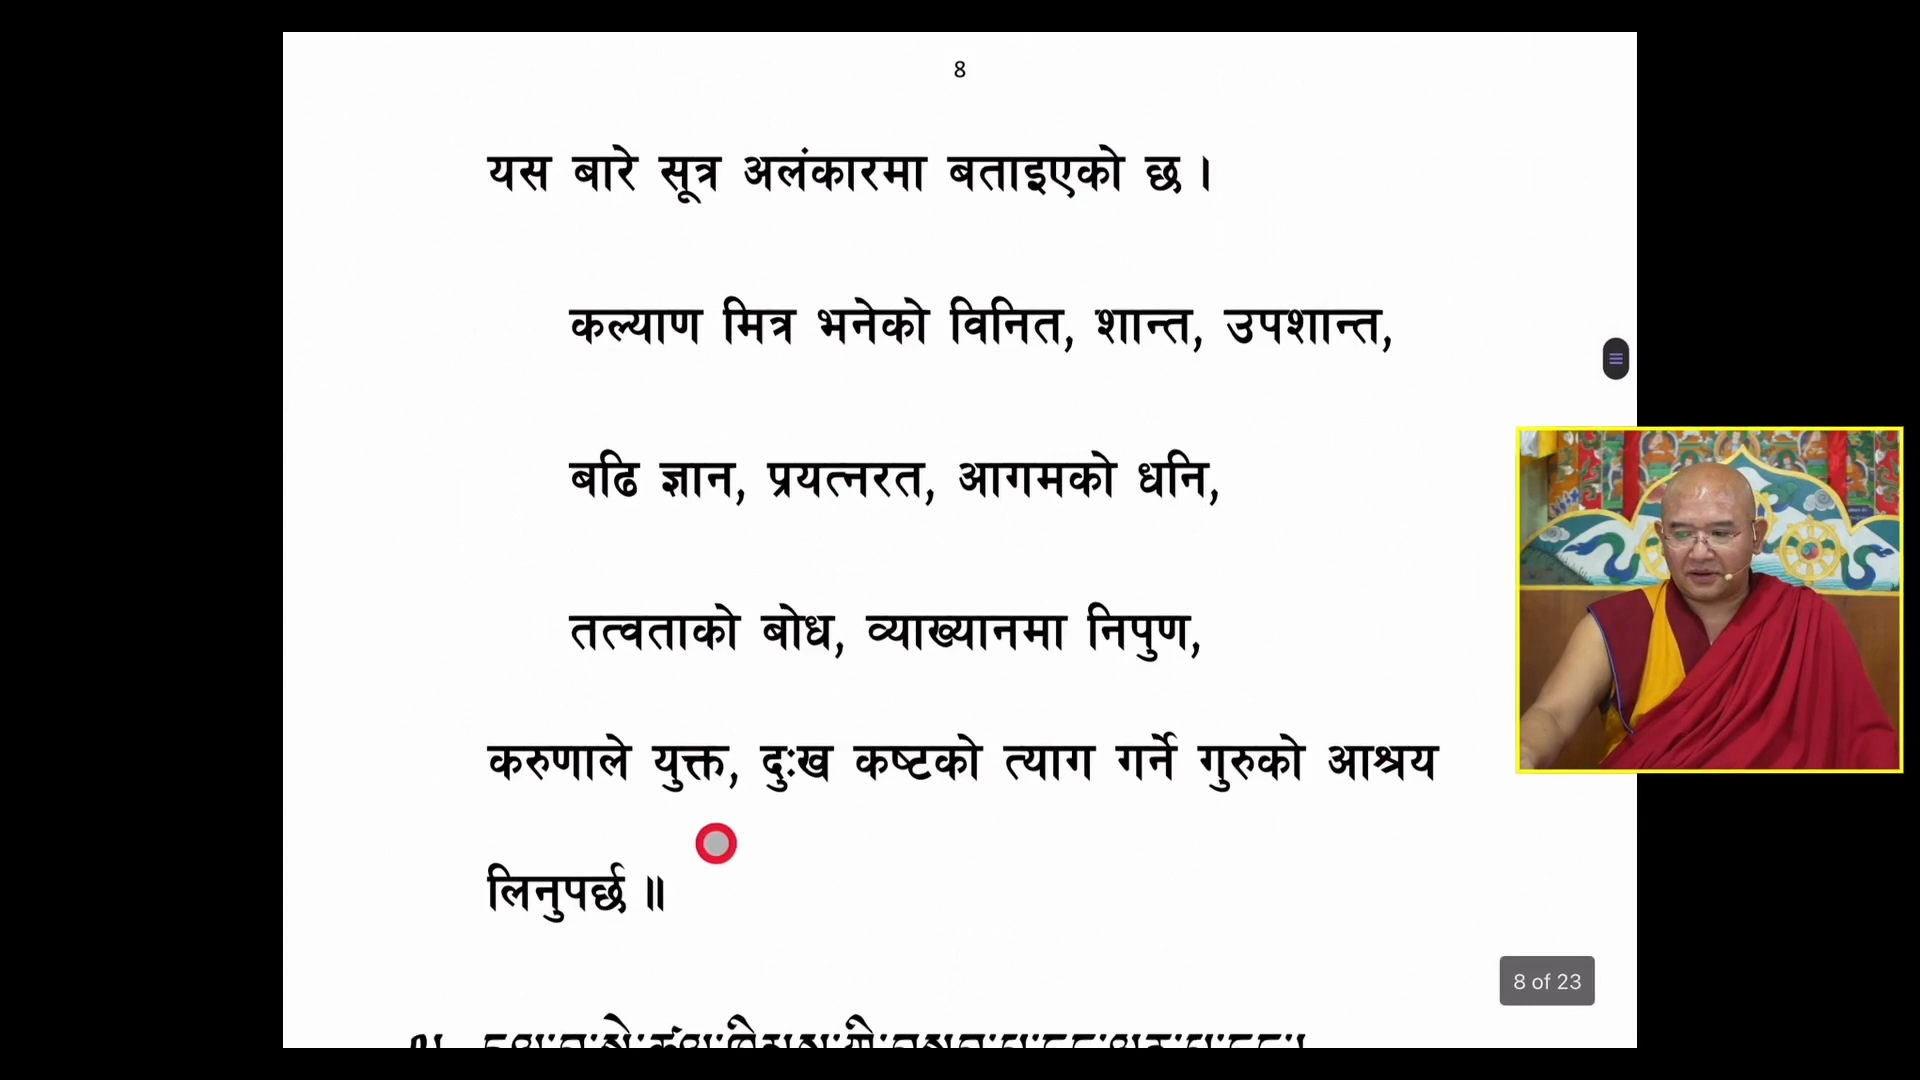 8
यस बारे सूत्र अलंकारमा बताइएको छ ।
कल्याण मित्र भनेको विनित, शान्त, उपशान्त,
बढि ज्ञान, प्रयत्नरत, आगमको धनि,
तत्वताको बोध, व्याख्यानमा निपुण,
करुणाले युक्त, दुःख कष्टको त्याग गर्ने गुरुको आश्रय
लिनुपर्छ ॥
8 of 23